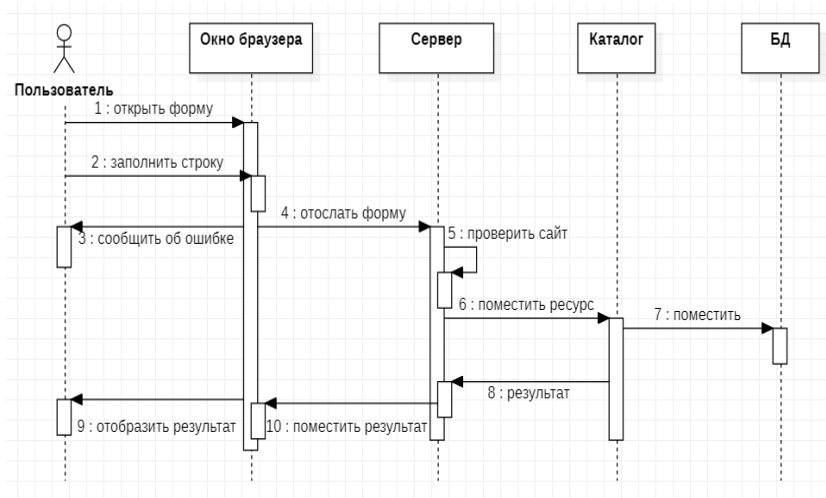 Окно браузера
Сервер
Каталог
БД
Пользователь
1 : открыть форму
2 : заполнить строку
4 : отослать форму
3 : сообщить об ошибке
5 : проверить сайт
6 : поместить ресурс
7 : поместить
8 : результат
9 : отобразить результат
10 : поместить результат